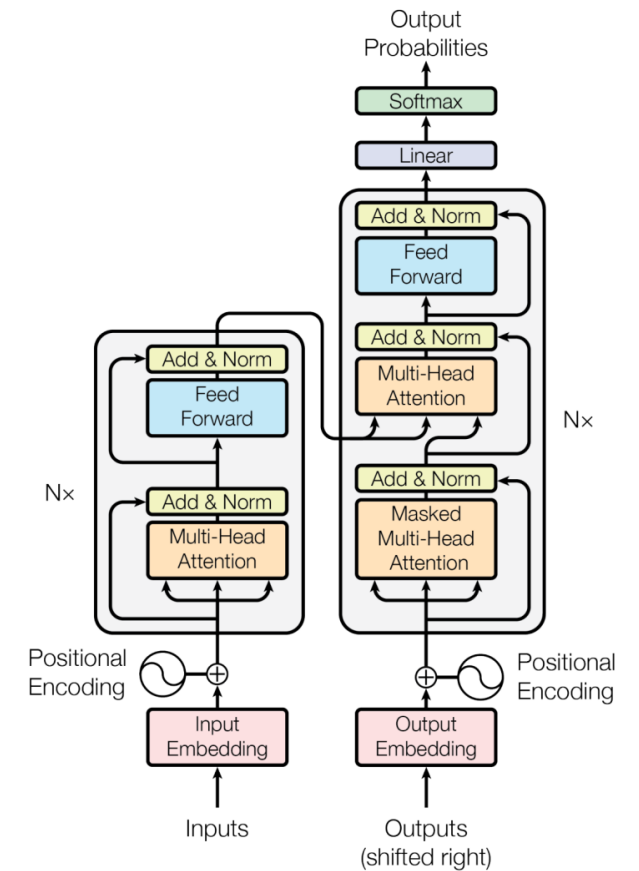 Output
Probabilities
Softmax
Linear
Add & Norm
Feed
Forward
Add & Norm
Multi-Head
Attention
Nx
Add & Norm
Masked
Multi-Head
Attention
Add & Norm
Feed
Forward
Nx
Add & Norm
Multi-Head
Attention
Positional
Encoding
Positional
Encoding
Input
Embedding
Output
Embedding
Inputs
Outputs
(shifted right)